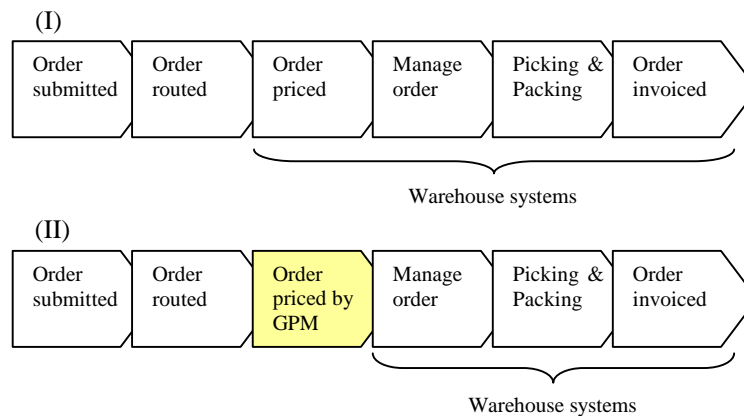 (I)
Order submitted
Order routed
Order priced
Manage order
Picking & Packing
Order invoiced
Warehouse systems
(II)
Order submitted
Order routed
Order priced by GPM
Manage order
Picking & Packing
Order invoiced
Warehouse systems